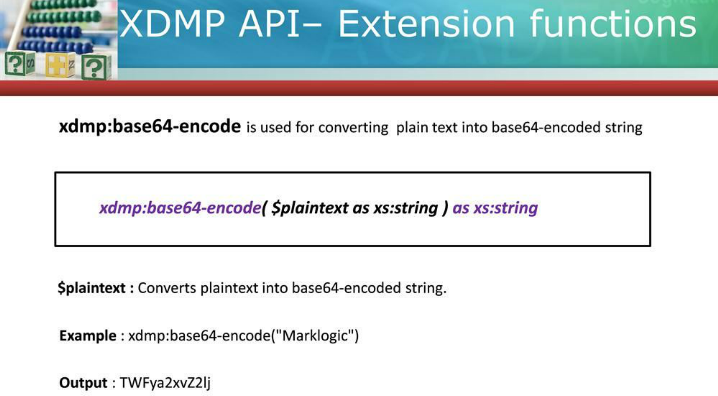 XDMP API– Extension functions
xdmp:base64-encode is used for converting plain text into base64-encoded string
xdmp:base64-encode( $plaintext as xs:string ) as xs:string
$plaintext : Converts plaintext into base64-encoded string.
Example : xdmp:base64-encode("Marklogic")
Output : TWFya2xvZ2lj